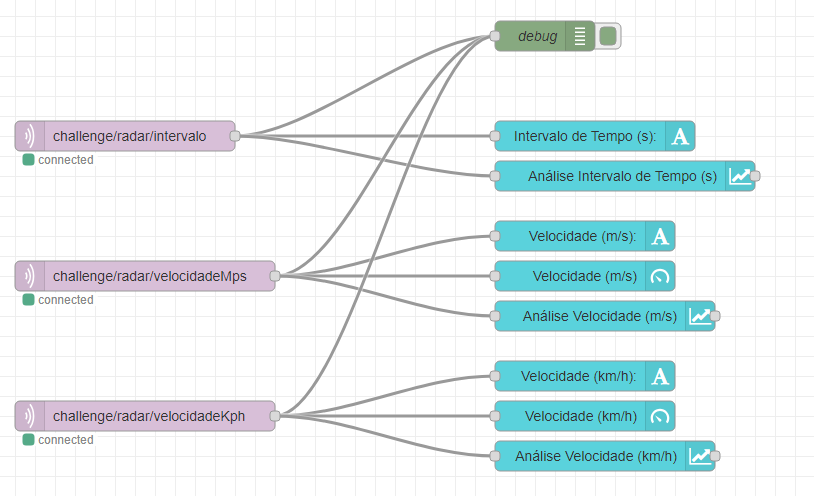 debug
challenge/radar/intervalo
connected
Intervalo de Tempo (s):
A
Análise Intervalo de Tempo (s)
Velocidade (m/s):
A
challenge/radar/velocidadeMps
connected
Velocidade (m/s)
Análise Velocidade (m/s)
Velocidade (km/h):
A
challenge/radar/velocidadeKph
connected
Velocidade (km/h)
Análise Velocidade (km/h)